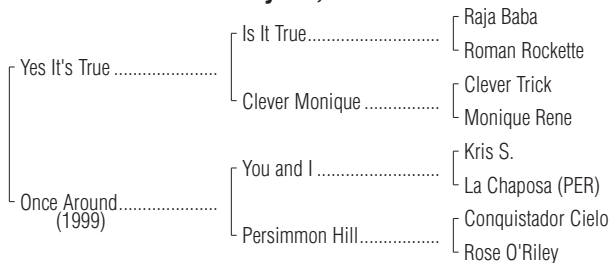 Raja Baba
Is It True
Roman Rockette
Yes It's True
Clever Trick
Clever Monique
Monique Rene
Kris S.
You and I
La Chaposa (PER)
Once Around
(1999)
Conquistador Cielo
Persimmon Hill
Rose O'Riley